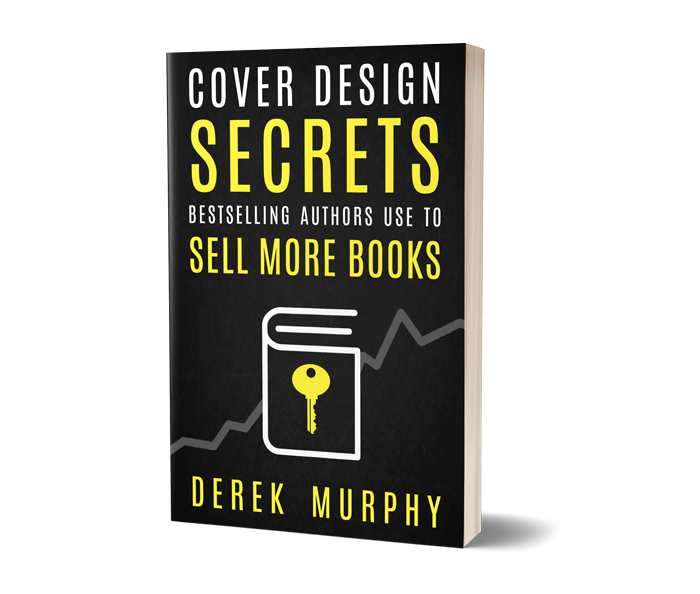 COVER DESIGN
SECRETS
BESTSELLING AUTHORS USE TO
SELL MORE BOOKS
DEREK MURPHY